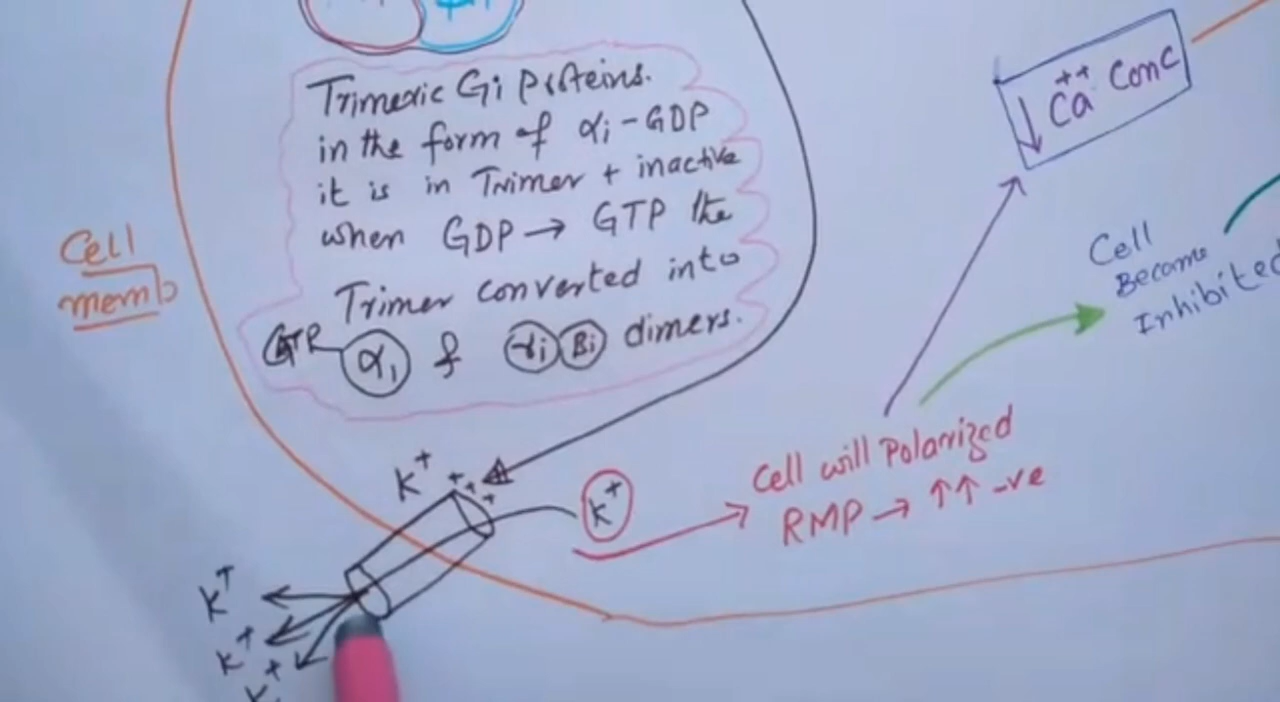 Trimeric Gi Proteins.
in the form of αi-GDP
it is in Trimer + inactive
when GDP → GTP the
Trimer converted into
GTP αi & γi Bi dimers.
Cell
memb
↓ Ca++ Conc
Cell
Become
Inhibited
K+
+ + +
K+
Cell will Polarized
RMP → ↑↑ -ve
K+
K+
K+